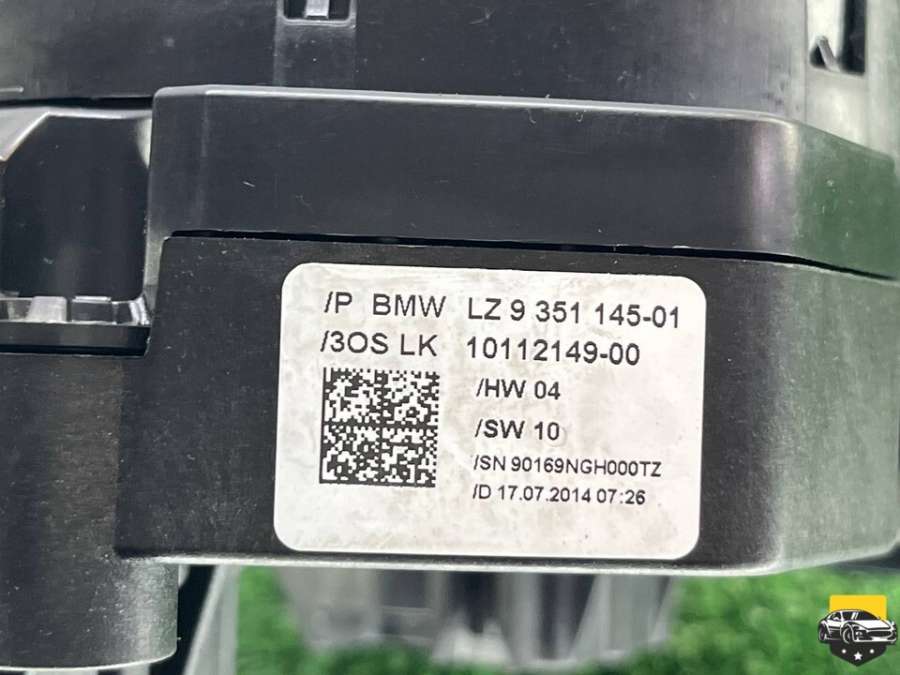 /P BMW LZ 9 351 145-01
/3OS LK 10112149-00
/HW 04
/SW 10
/SN 90169NGH000TZ
/D 17.07.2014 07:26